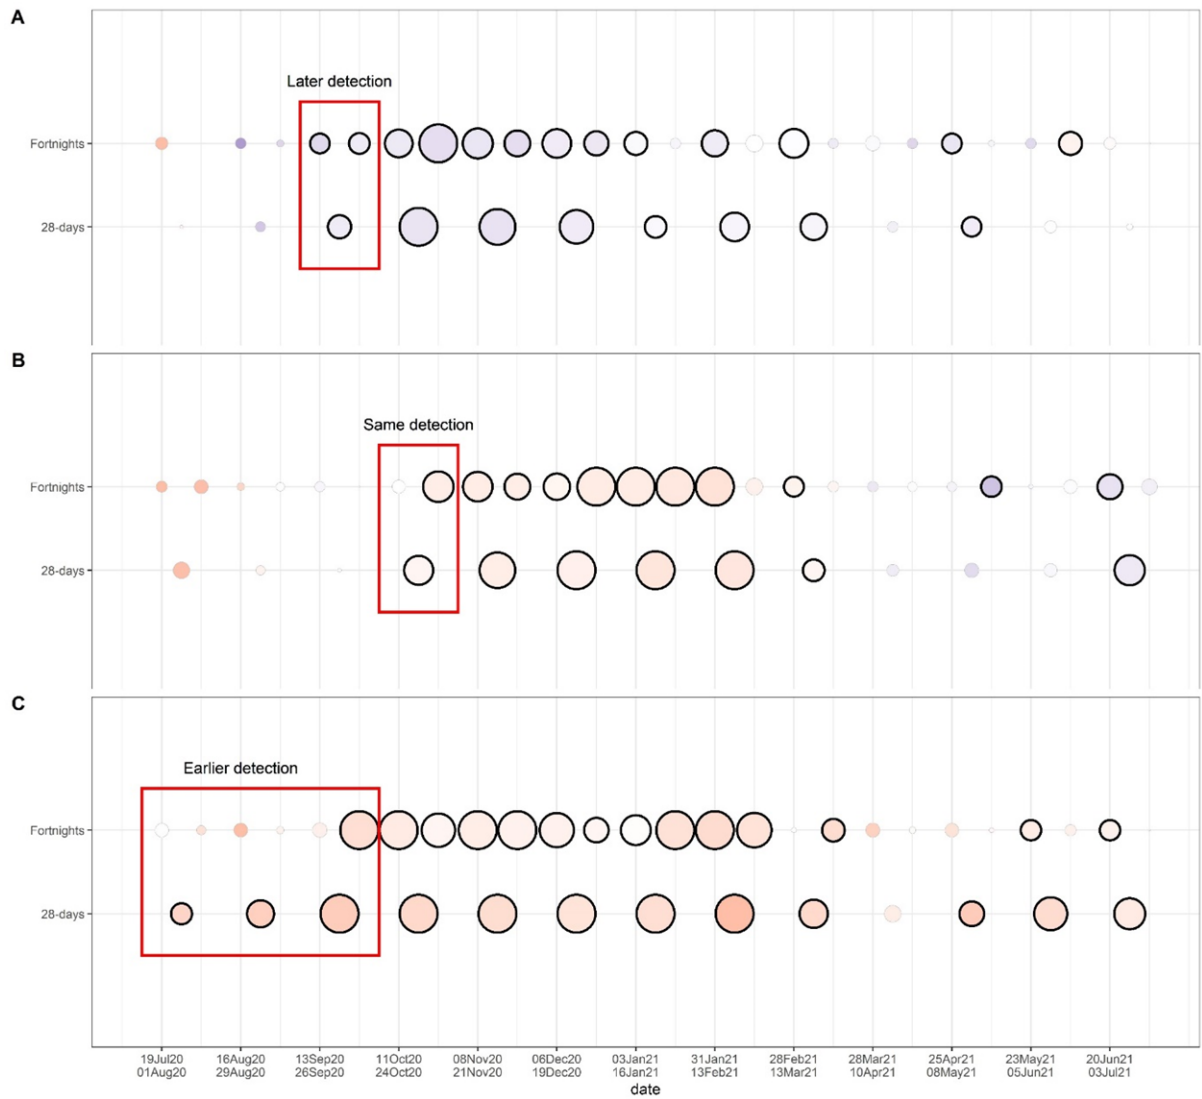 A
Later detection
Fortnights
28-days
B
Same detection
Fortnights
28-days
C
Earlier detection
Fortnights
28-days
19Jul20 16Aug20 13Sep20 11Oct20 08Nov20 06Dec20 03Jan21 31Jan21 28Feb21 28Mar21 25Apr21 23May21 20Jun21
01Aug20 29Aug20 26Sep20 24Oct20 21Nov20 19Dec20 16Jan21 13Feb21 13Mar21 10Apr21 08May21 05Jun21 03Jul21
date